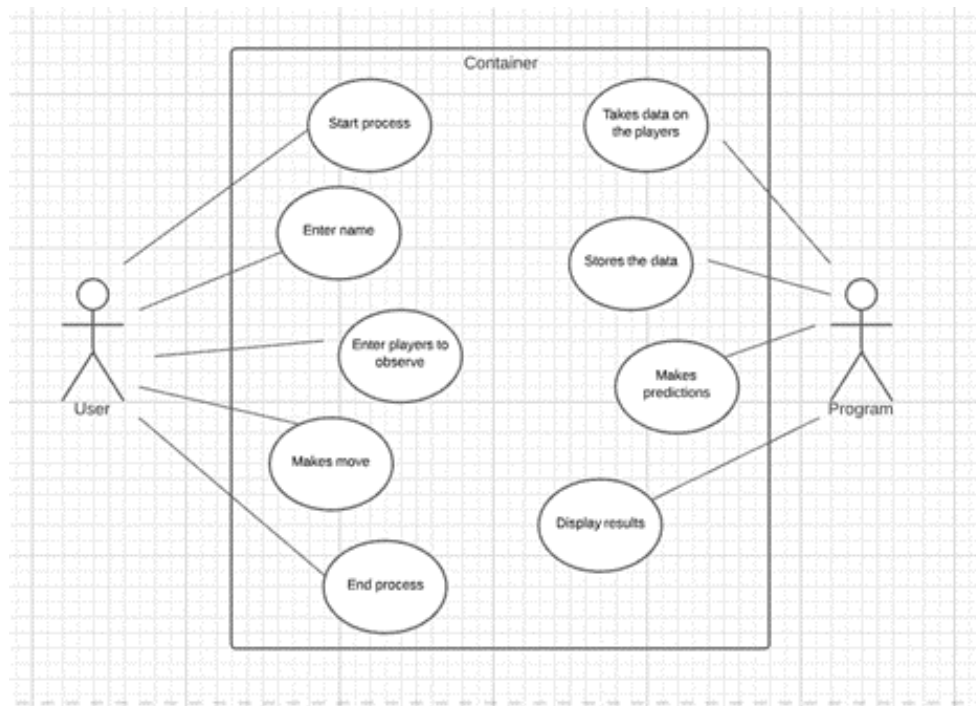 Container
Start process
Takes data on
the players
Enter name
Stores the data
Enter players to
observe
Makes
predictions
User
Program
Makes move
Display results
End process